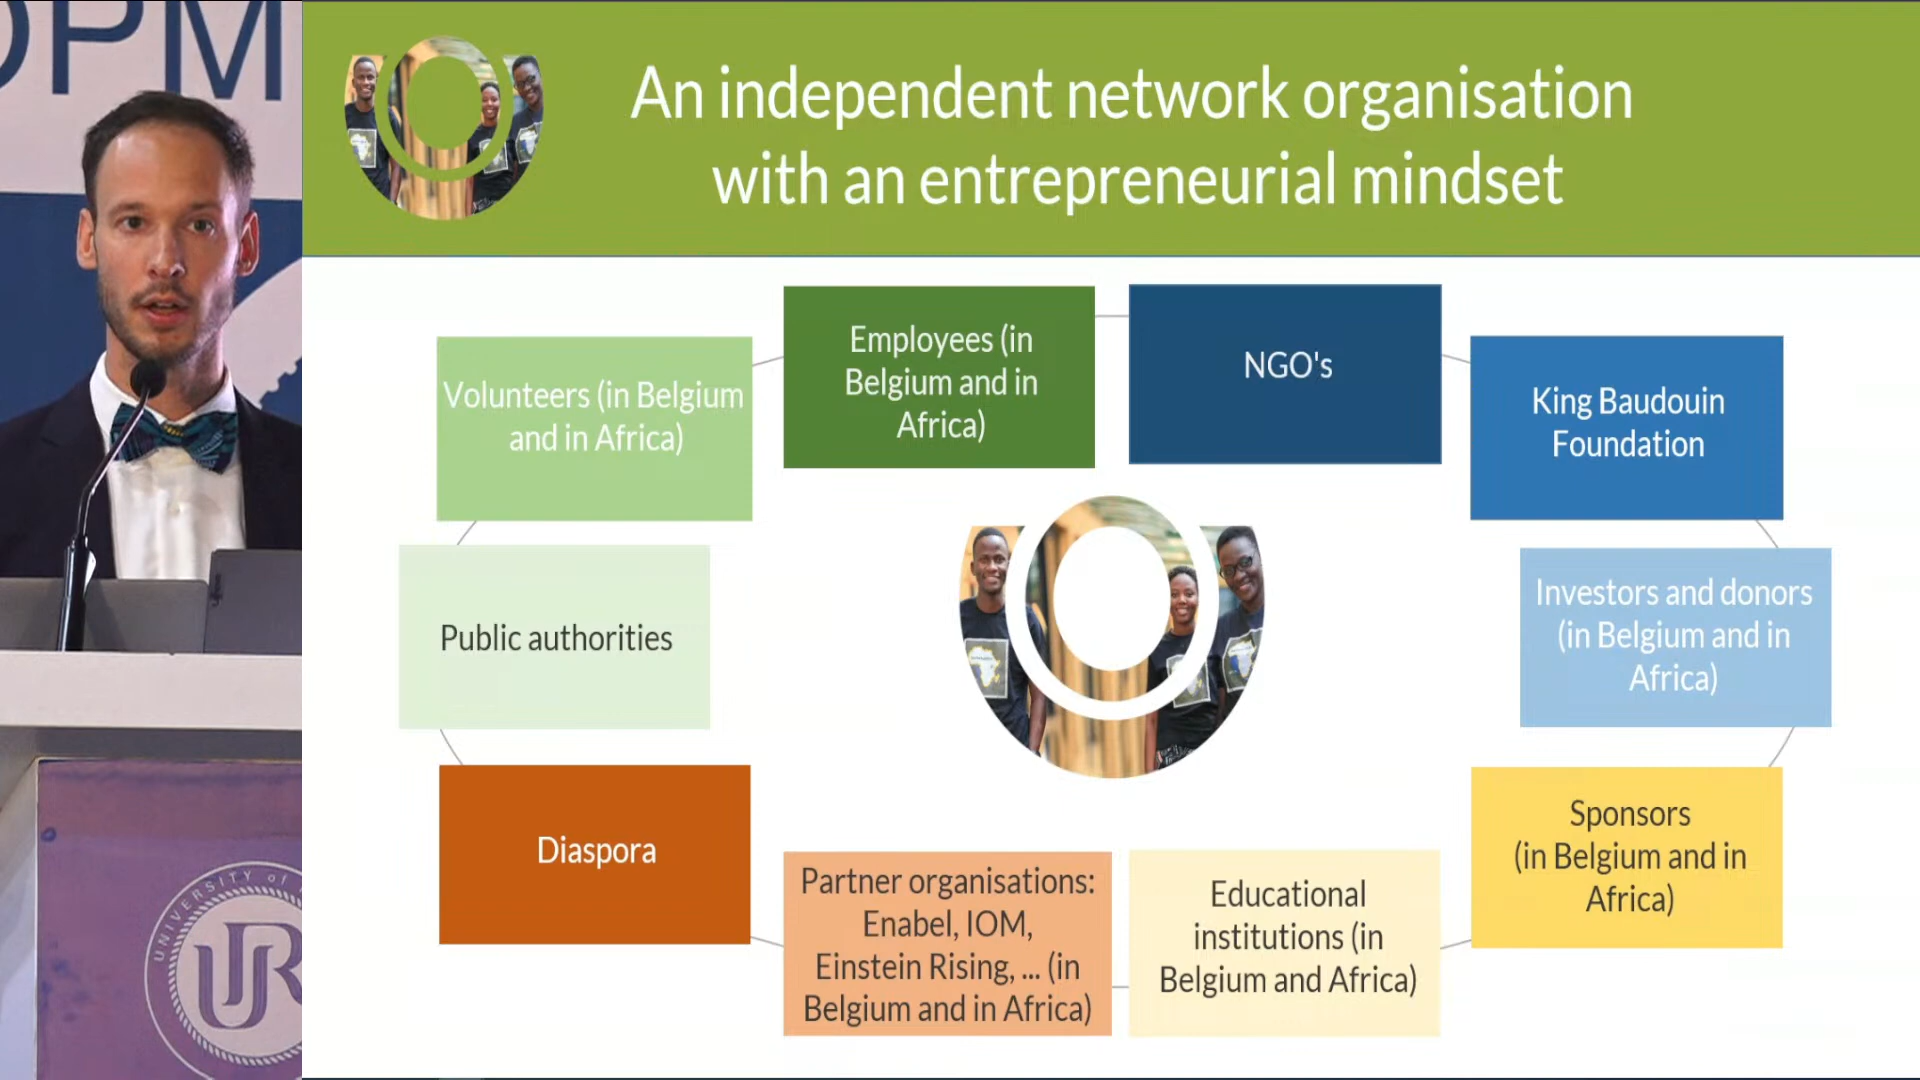 An independent network organisation
with an entrepreneurial mindset
Employees (in
Belgium and in
Africa)
NGO's
King Baudouin
Foundation
Volunteers (in Belgium
and in Africa)
Investors and donors
(in Belgium and in
Africa)
Public authorities
Sponsors
(in Belgium and in
Africa)
Diaspora
Partner organisations:
Enabel, IOM,
Einstein Rising, ... (in
Belgium and in Africa)
Educational
institutions (in
Belgium and Africa)
PM
UNIVERSITY of
UR